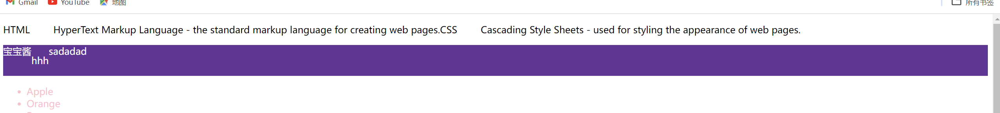 Gmail YouTube 地图 所有书签
HTML HyperText Markup Language - the standard markup language for creating web pages.CSS Cascading Style Sheets - used for styling the appearance of web pages.
宝宝酱 sadadad
hhh
Apple
Orange